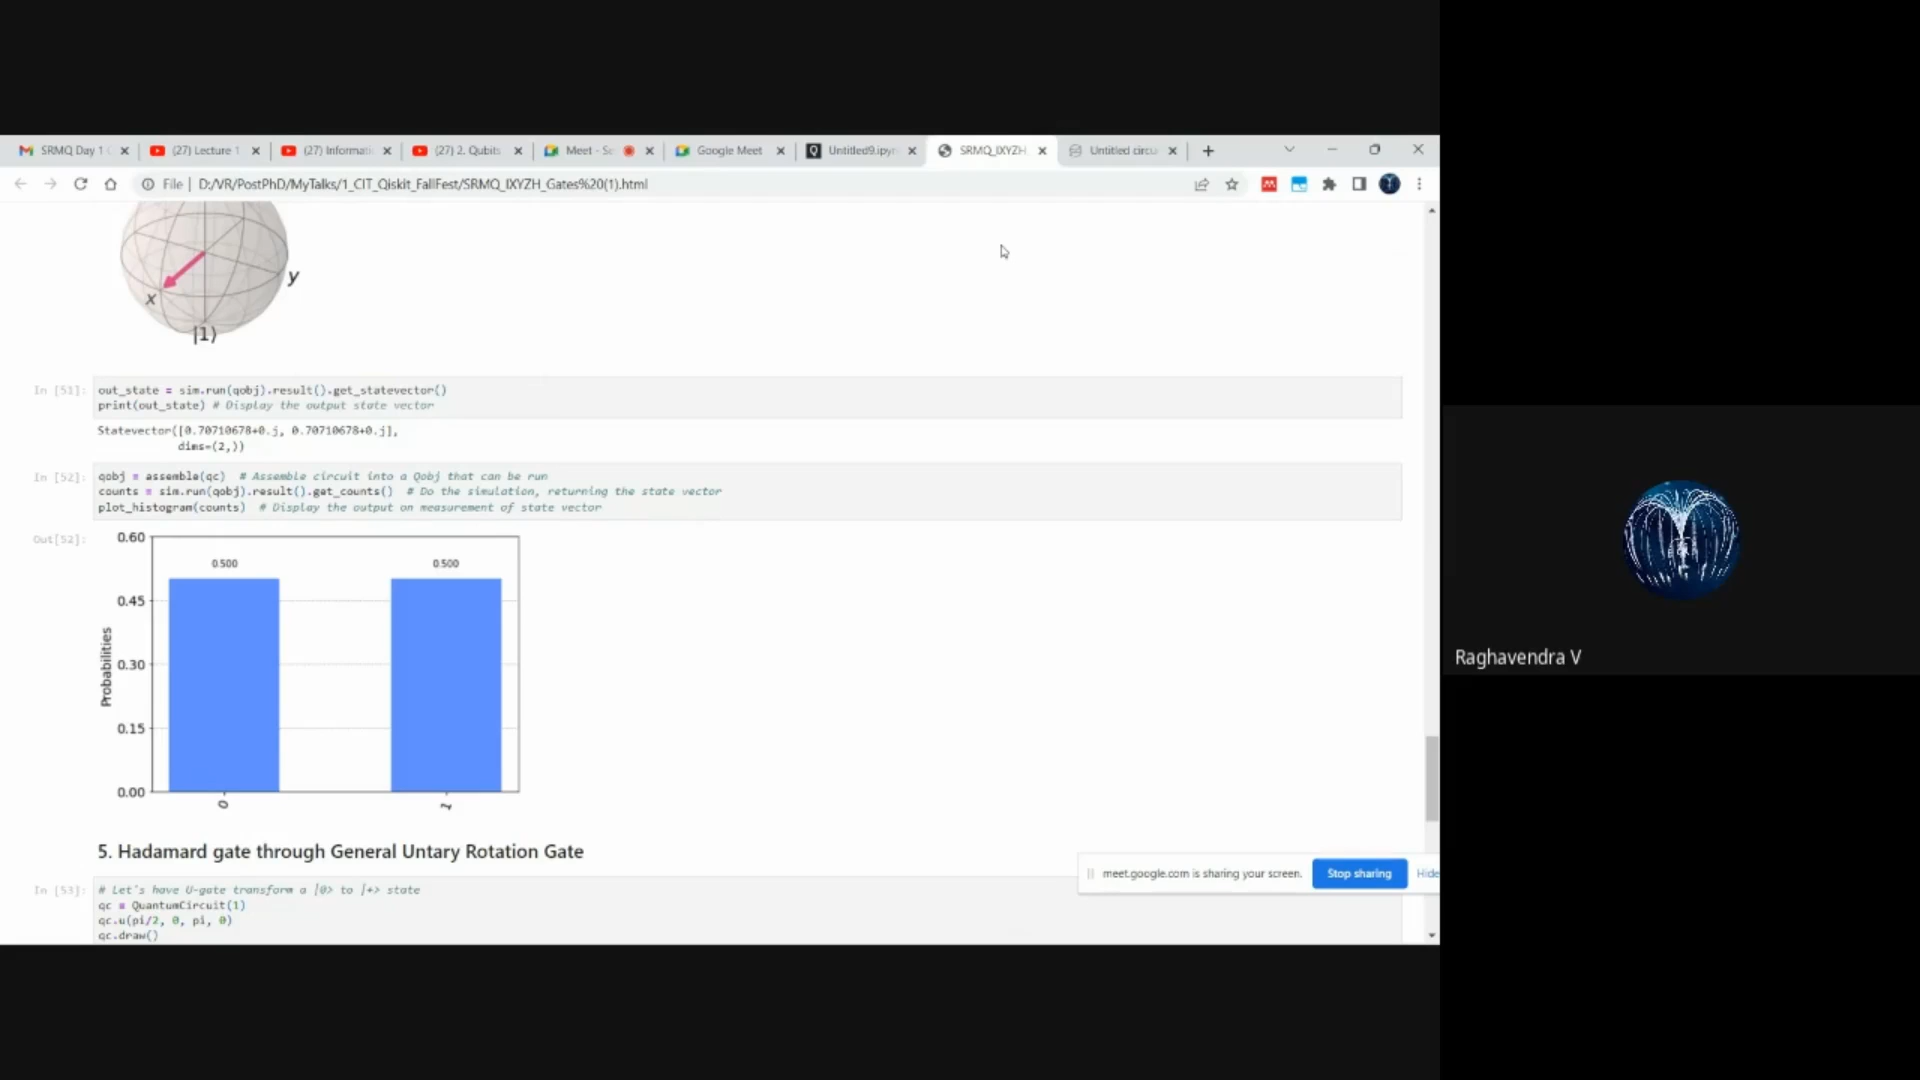 SRMQ Day 1
(27) Lecture 1
(27) Informati
(27) 2. Qubits
Meet - Sr
Google Meet
Untitled9.ipyn
SRMQ_IXYZH
Untitled circu
File | D:/VR/PostPhD/MyTalks/1_CIT_Qiskit_FallFest/SRMQ_IXYZH_Gates%20(1).html
y
x
|1⟩
In [51]:
out_state = sim.run(qobj).result().get_statevector()
print(out_state) # Display the output state vector
Statevector([0.70710678+0.j, 0.70710678+0.j],
dims=(2,))
In [52]:
qobj = assemble(qc)  # Assemble circuit into a Qobj that can be run
counts = sim.run(qobj).result().get_counts()  # Do the simulation, returning the state vector
plot_histogram(counts)  # Display the output on measurement of state vector
Out[52]:
0.60
0.500
0.500
0.45
0.30
0.15
0.00
Probabilities
0
1
5. Hadamard gate through General Untary Rotation Gate
In [53]:
# Let's have U-gate transform a |0> to |+> state
qc = QuantumCircuit(1)
qc.u(pi/2, 0, pi, 0)
qc.draw()
meet.google.com is sharing your screen.
Stop sharing
Hide
Raghavendra V